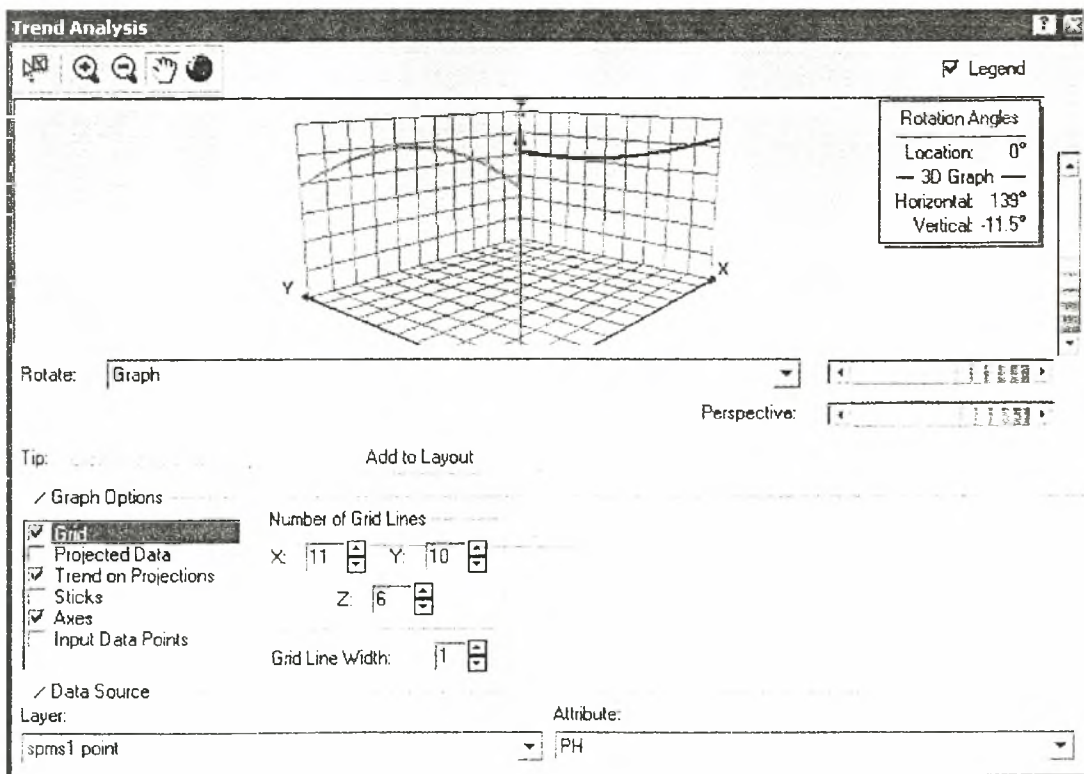 Trend Analysis
Legend
Rotation Angles
Location: 0°
3D Graph
Horizontal: 139°
Vertical: -11.5°
Y
X
Rotate: Graph
Perspective:
Tip:
Add to Layout
Graph Options
Grid
Projected Data
Trend on Projections
Sticks
Axes
Input Data Points
Number of Grid Lines
X: 11 Y: 10
Z: 6
Grid Line Width: 1
Data Source
Layer:
Attribute:
spms1 point
PH